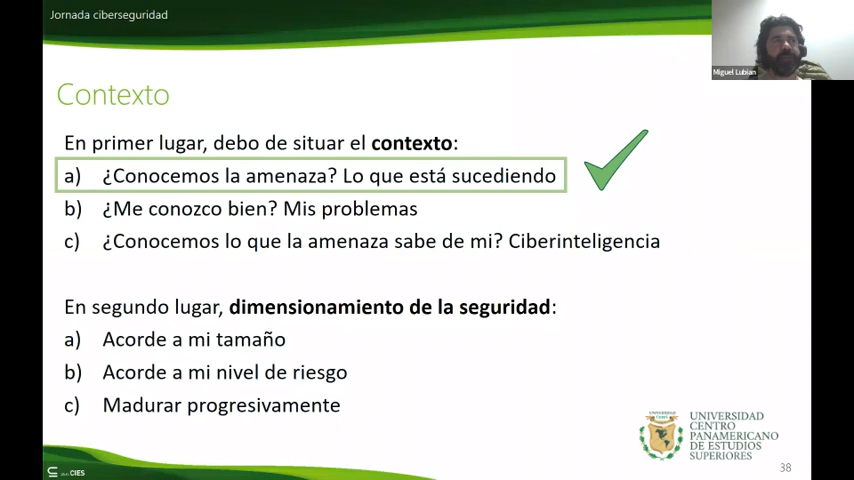 Jornada ciberseguridad
Miguel Lubian
Contexto
En primer lugar, debo de situar el contexto:
a) ¿Conocemos la amenaza? Lo que está sucediendo
b) ¿Me conozco bien? Mis problemas
c) ¿Conocemos lo que la amenaza sabe de mi? Ciberinteligencia
En segundo lugar, dimensionamiento de la seguridad:
a) Acorde a mi tamaño
b) Acorde a mi nivel de riesgo
c) Madurar progresivamente
UNIVERSIDAD
CENTRO
PANAMERICANO
DE ESTUDIOS
SUPERIORES
CIES
38